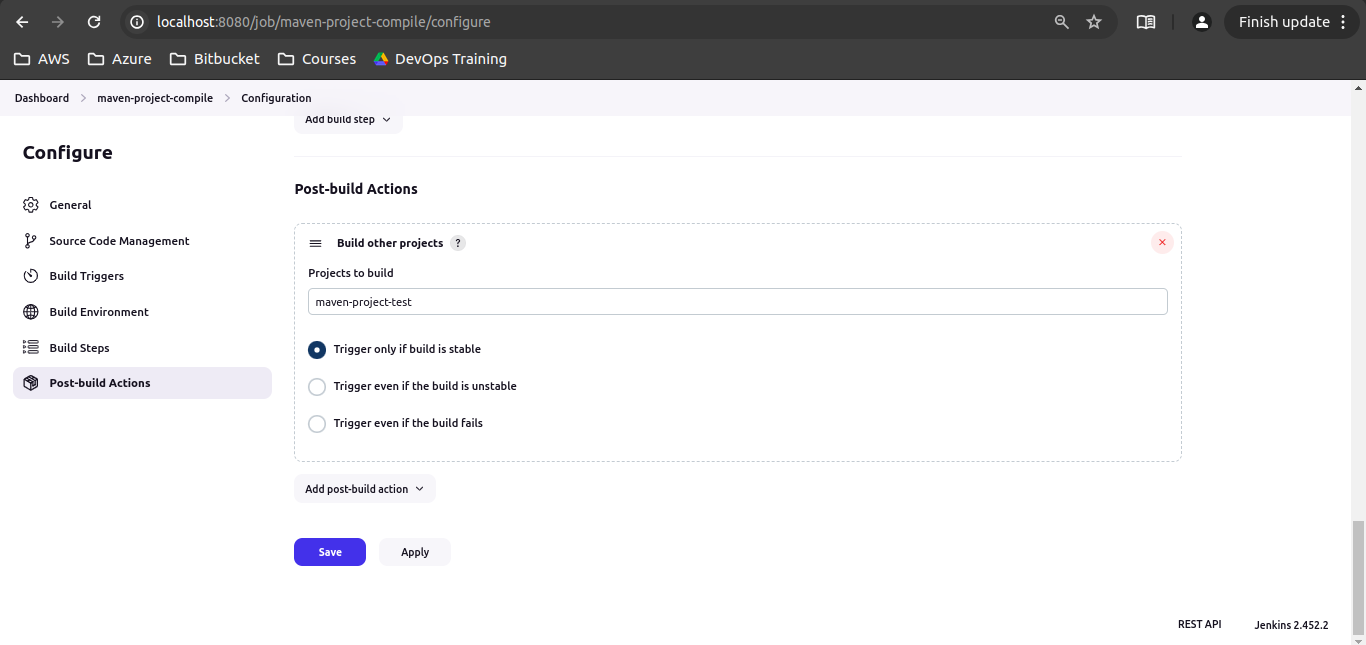 localhost:8080/job/maven-project-compile/configure
Finish update
AWS Azure Bitbucket Courses DevOps Training
Dashboard maven-project-compile Configuration
Add build step
Configure
General
Source Code Management
Build Triggers
Build Environment
Build Steps
Post-build Actions
Post-build Actions
Build other projects ?
Projects to build
maven-project-test
Trigger only if build is stable
Trigger even if the build is unstable
Trigger even if the build fails
Add post-build action
Save Apply
REST API Jenkins 2.452.2